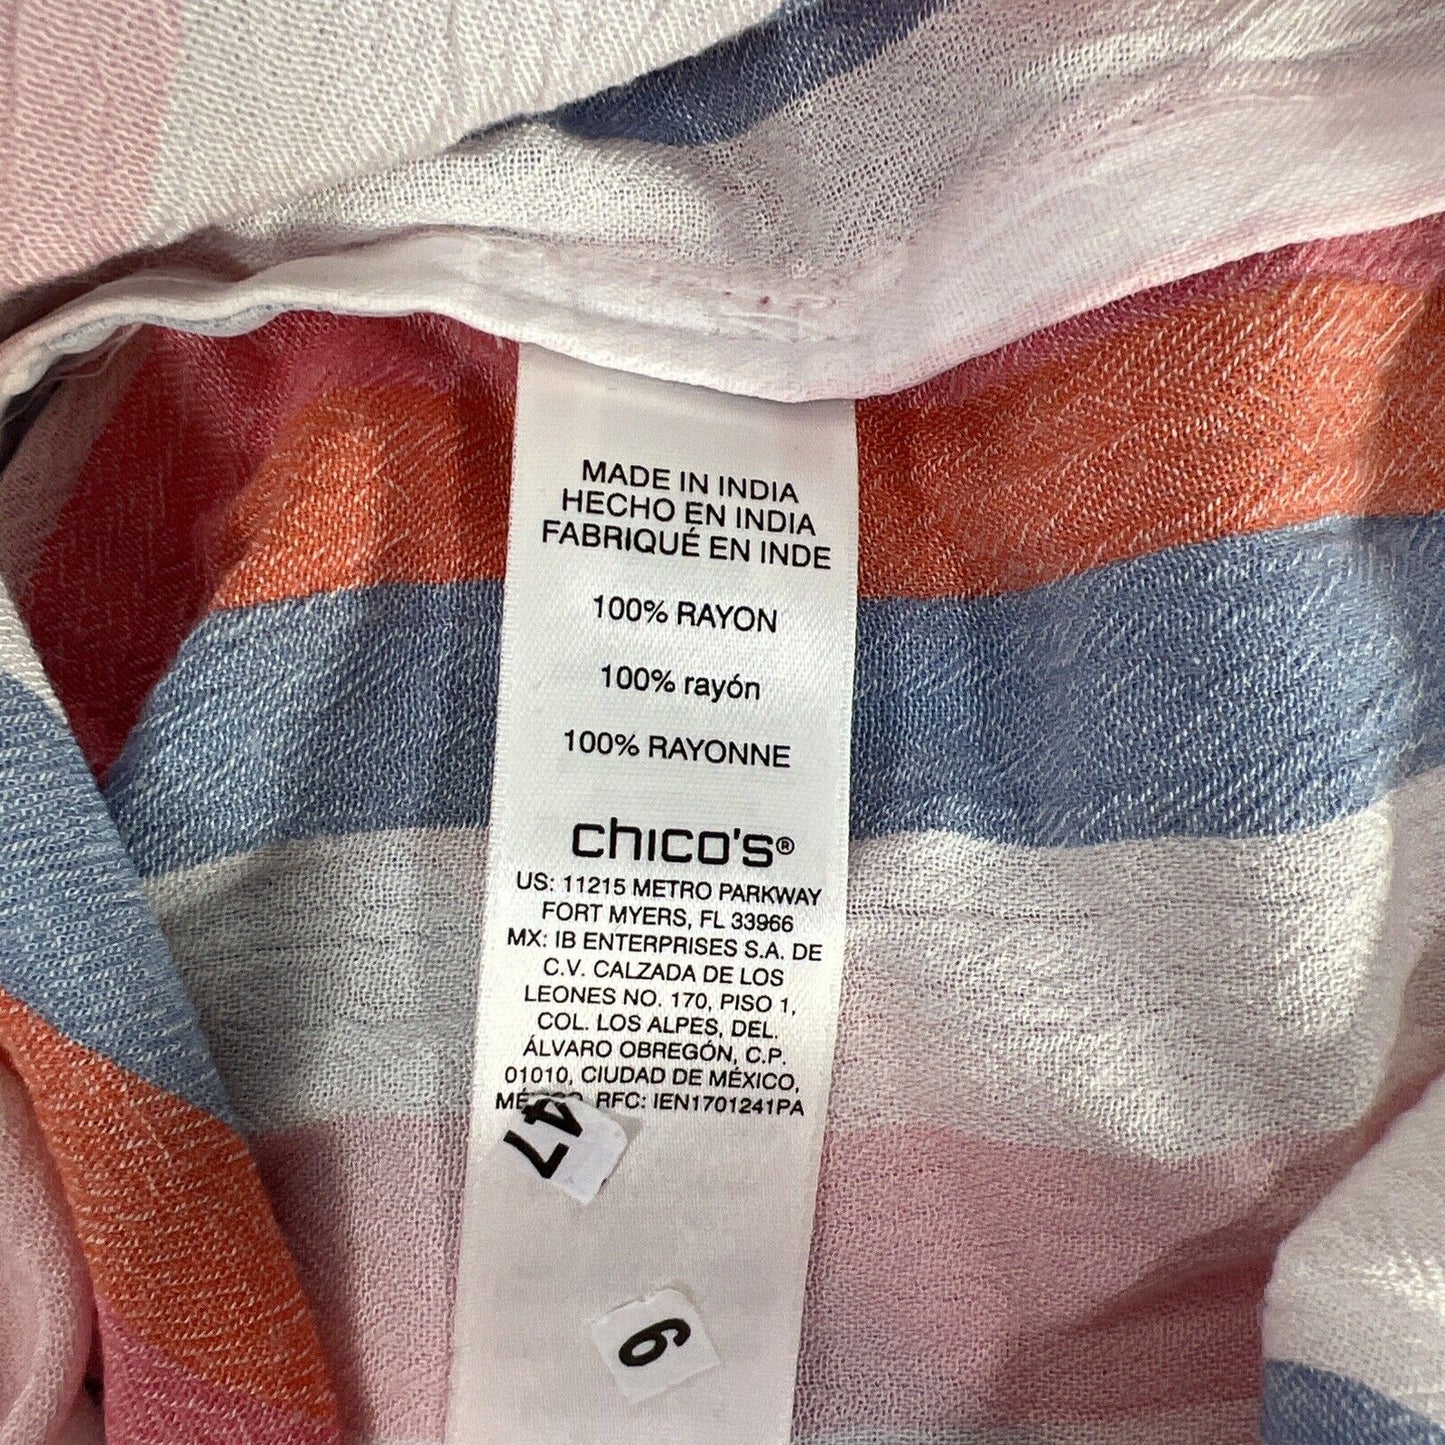 MADE IN INDIA
HECHO EN INDIA
FABRIQUÉ EN INDE
100% RAYON
100% rayón
100% RAYONNE
chico's®
US: 11215 METRO PARKWAY
FORT MYERS, FL 33966
MX: IB ENTERPRISES S.A. DE
C.V. CALZADA DE LOS
LEONES NO. 170, PISO 1,
COL. LOS ALPES, DEL.
ÁLVARO OBREGÓN, C.P.
01010, CIUDAD DE MÉXICO,
MÉXICO, RFC: IEN1701241PA
47
6